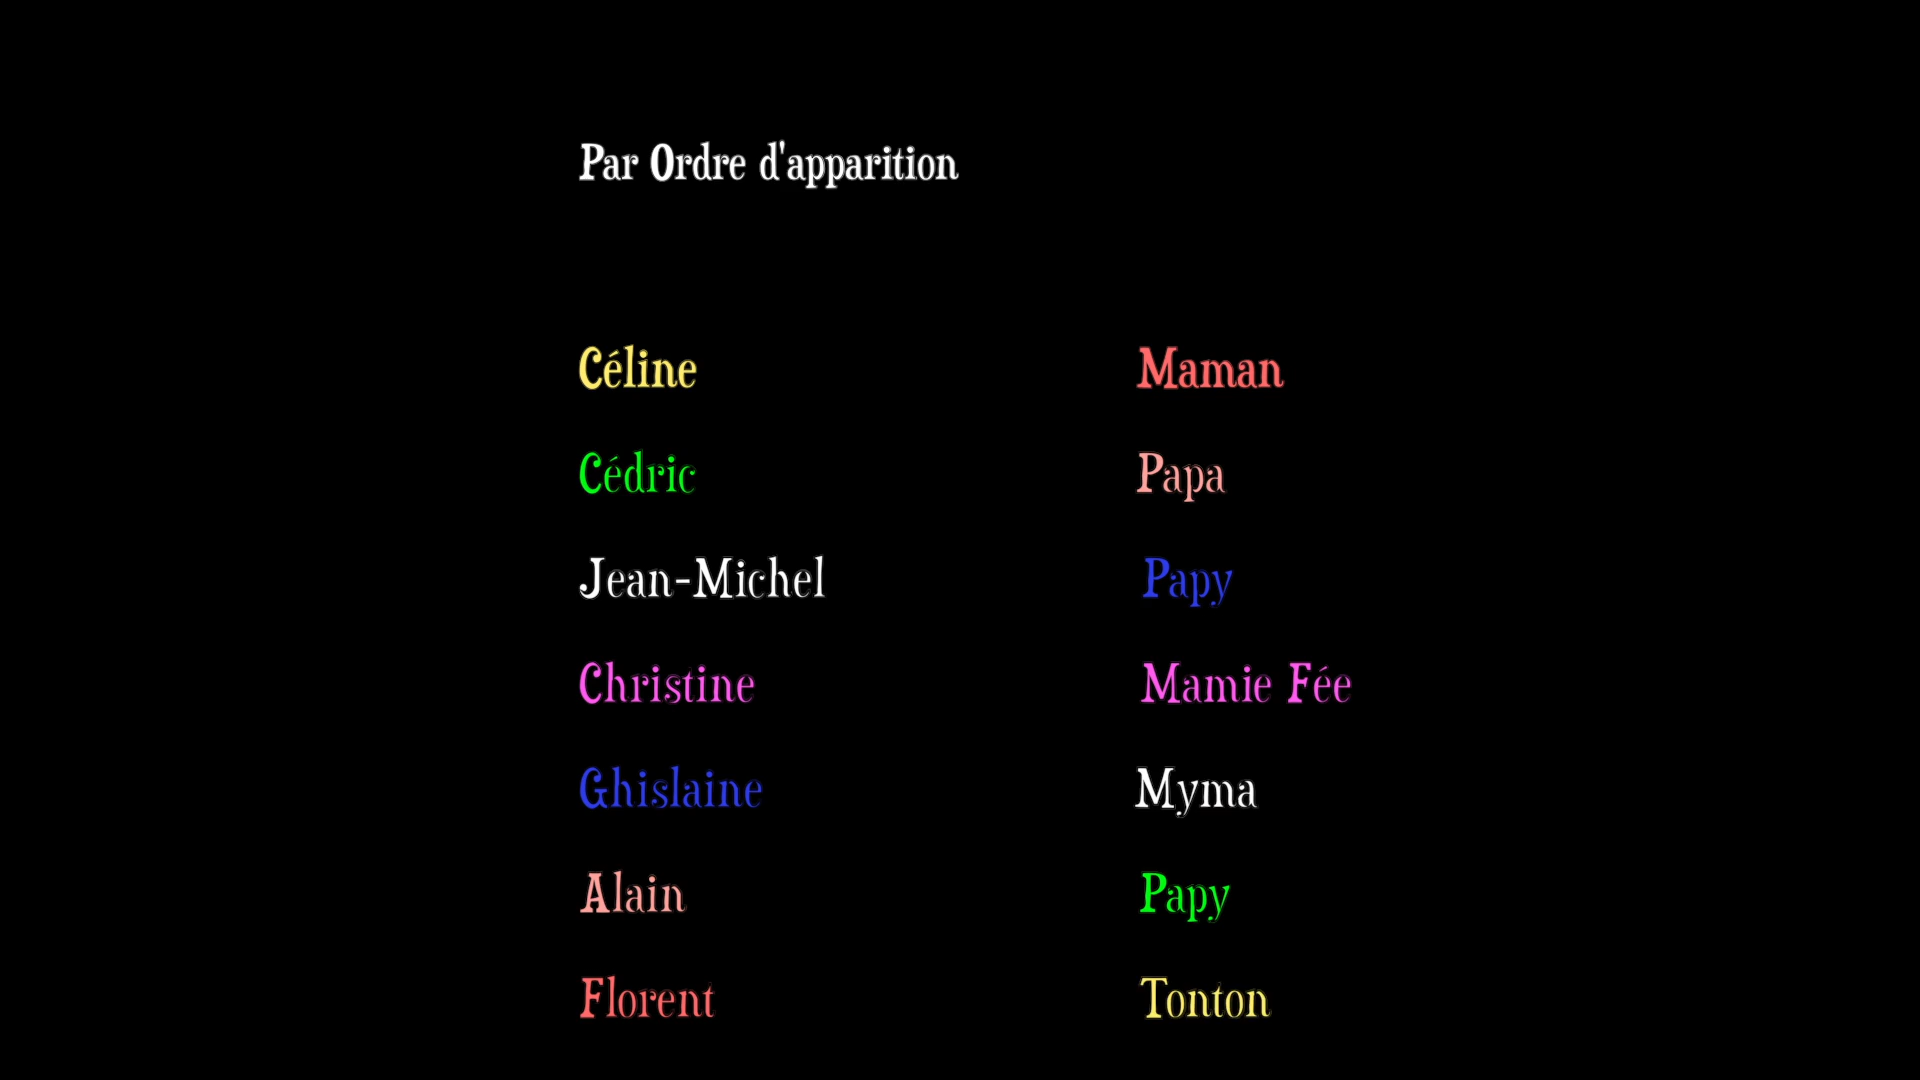 Par Ordre d'apparition
Céline Maman
Cédric Papa
Jean-Michel Papy
Christine Mamie Fée
Ghislaine Myma
Alain Papy
Florent Tonton